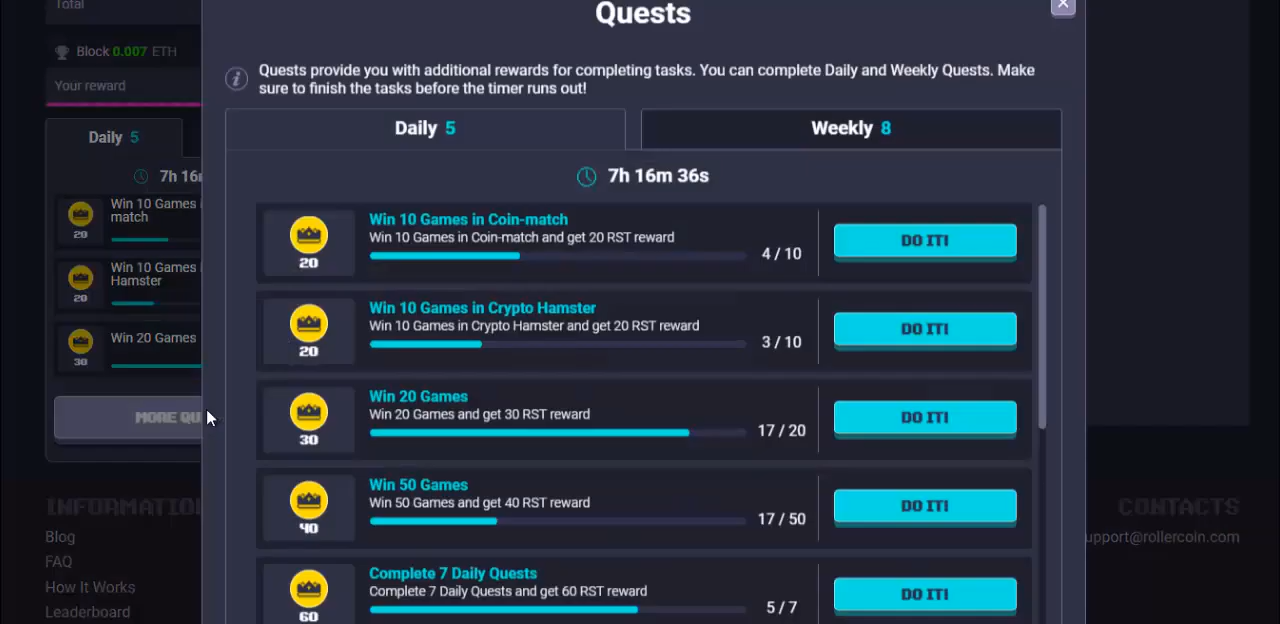 Total
Quests
Block 0.007 ETH
Your reward
Quests provide you with additional rewards for completing tasks. You can complete Daily and Weekly Quests. Make
sure to finish the tasks before the timer runs out!
Daily 5
Weekly 8
7h 16m 36s
Daily 5
7h 16m
Win 10 Games
match
20
Win 10 Games
Hamster
20
Win 20 Games
30
MORE QU
Win 10 Games in Coin-match
Win 10 Games in Coin-match and get 20 RST reward
20
4 / 10
DO IT!
Win 10 Games in Crypto Hamster
Win 10 Games in Crypto Hamster and get 20 RST reward
20
3 / 10
DO IT!
Win 20 Games
Win 20 Games and get 30 RST reward
30
17 / 20
DO IT!
Win 50 Games
Win 50 Games and get 40 RST reward
40
17 / 50
DO IT!
Complete 7 Daily Quests
Complete 7 Daily Quests and get 60 RST reward
60
5 / 7
DO IT!
INFORMATIO
Blog
FAQ
How It Works
Leaderboard
CONTACTS
upport@rollercoin.com